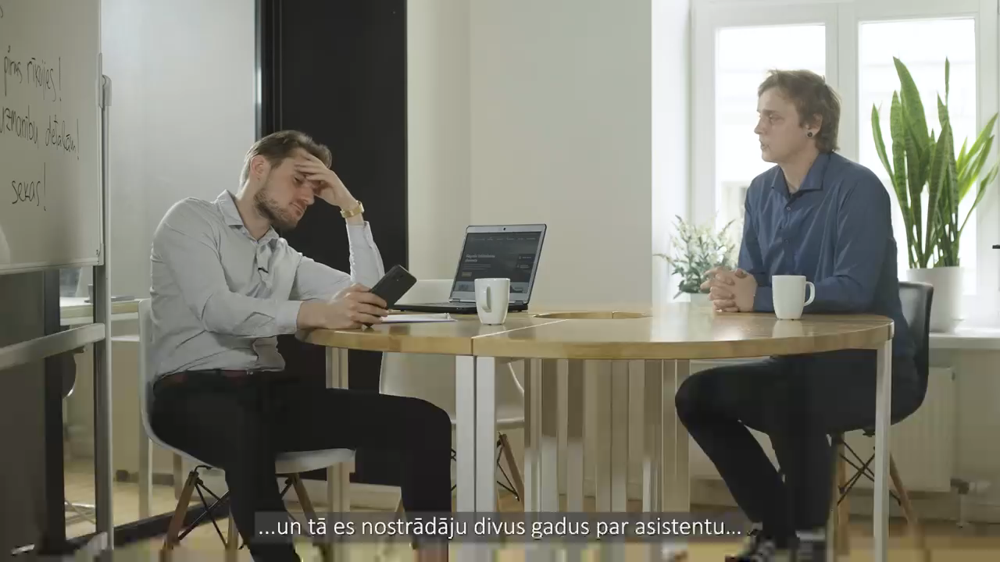 pirms rīkojies!
uzmanību detaļām!
sekas!
...un tā es nostrādāju divus gadus par asistentu...